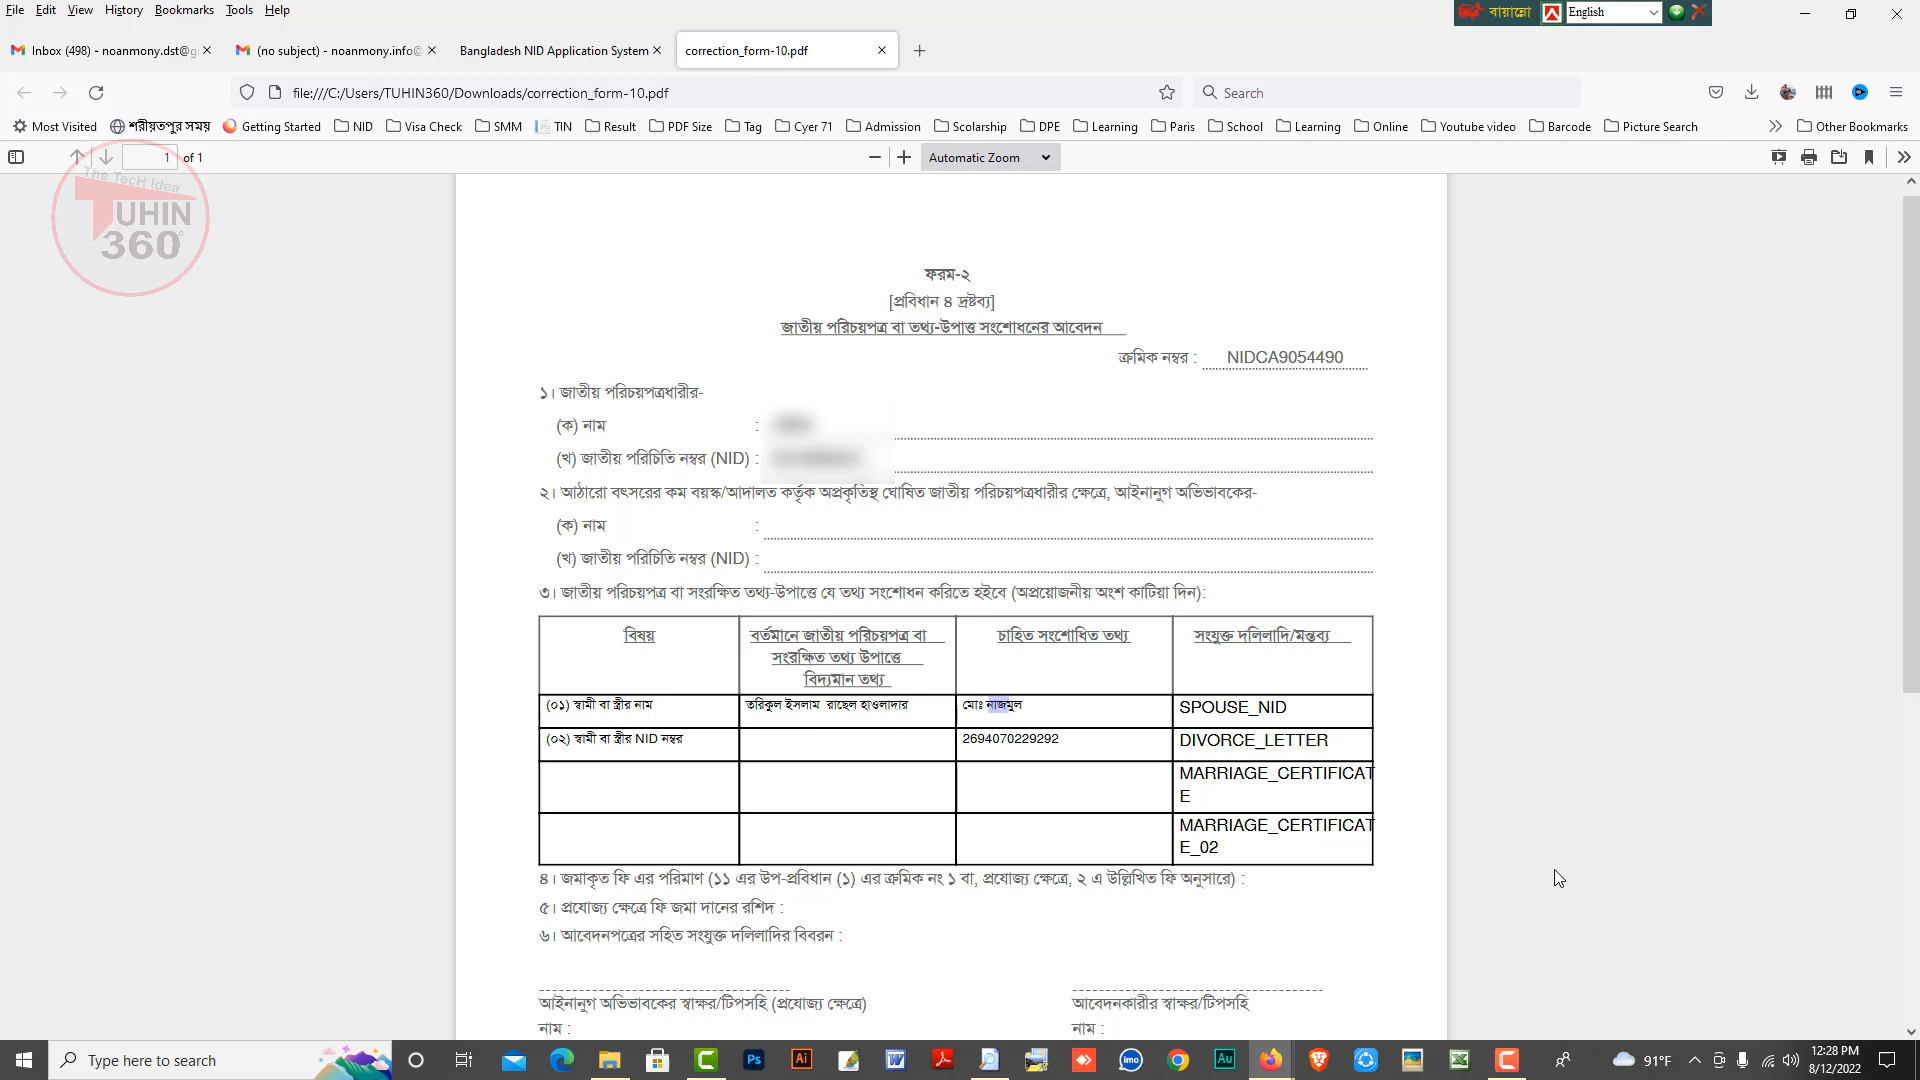 File Edit View History Bookmarks Tools Help
বায়ান্নো English
Inbox (498) - noanmony.dst@g
(no subject) - noanmony.info@
Bangladesh NID Application System
correction_form-10.pdf
file:///C:/Users/TUHIN360/Downloads/correction_form-10.pdf
Search
Most Visited শরীয়তপুর সময় Getting Started NID Visa Check SMM TIN Result PDF Size Tag Cyer 71 Admission Scolarship DPE Learning Paris School Learning Online Youtube video Barcode Picture Search Other Bookmarks
1 of 1 Automatic Zoom
The TecH Idea
TUHIN
360°
ফরম-২
[প্রবিধান ৪ দ্রষ্টব্য]
জাতীয় পরিচয়পত্র বা তথ্য-উপাত্ত সংশোধনের আবেদন
ক্রমিক নম্বর : NIDCA9054490
১। জাতীয় পরিচয়পত্রধারীর-
(ক) নাম :
(খ) জাতীয় পরিচিতি নম্বর (NID) :
২। আঠারো বৎসরের কম বয়স্ক/আদালত কর্তৃক অপ্রকৃতিস্থ ঘোষিত জাতীয় পরিচয়পত্রধারীর ক্ষেত্রে, আইনানুগ অভিভাবকের-
(ক) নাম :
(খ) জাতীয় পরিচিতি নম্বর (NID) :
৩। জাতীয় পরিচয়পত্র বা সংরক্ষিত তথ্য-উপাত্তে যে তথ্য সংশোধন করিতে হইবে (অপ্রয়োজনীয় অংশ কাটিয়া দিন):
বিষয়
বর্তমানে জাতীয় পরিচয়পত্র বা
সংরক্ষিত তথ্য উপাত্তে
বিদ্যমান তথ্য
চাহিত সংশোধিত তথ্য
সংযুক্ত দলিলাদি/মন্তব্য
(০১) স্বামী বা স্ত্রীর নাম তরিকুল ইসলাম রাছেল হাওলাদার মোঃ নাজমুল SPOUSE_NID
(০২) স্বামী বা স্ত্রীর NID নম্বর 2694070229292 DIVORCE_LETTER
MARRIAGE_CERTIFICAT
E
MARRIAGE_CERTIFICAT
E_02
৪। জমাকৃত ফি এর পরিমাণ (১১ এর উপ-প্রবিধান (১) এর ক্রমিক নং ১ বা, প্রযোজ্য ক্ষেত্রে, ২ এ উল্লিখিত ফি অনুসারে) :
৫। প্রযোজ্য ক্ষেত্রে ফি জমা দানের রশিদ :
৬। আবেদনপত্রের সহিত সংযুক্ত দলিলাদির বিবরন :
আইনানুগ অভিভাবকের স্বাক্ষর/টিপসহি (প্রযোজ্য ক্ষেত্রে) আবেদনকারীর স্বাক্ষর/টিপসহি
নাম : নাম :
Type here to search
91°F
12:28 PM
8/12/2022